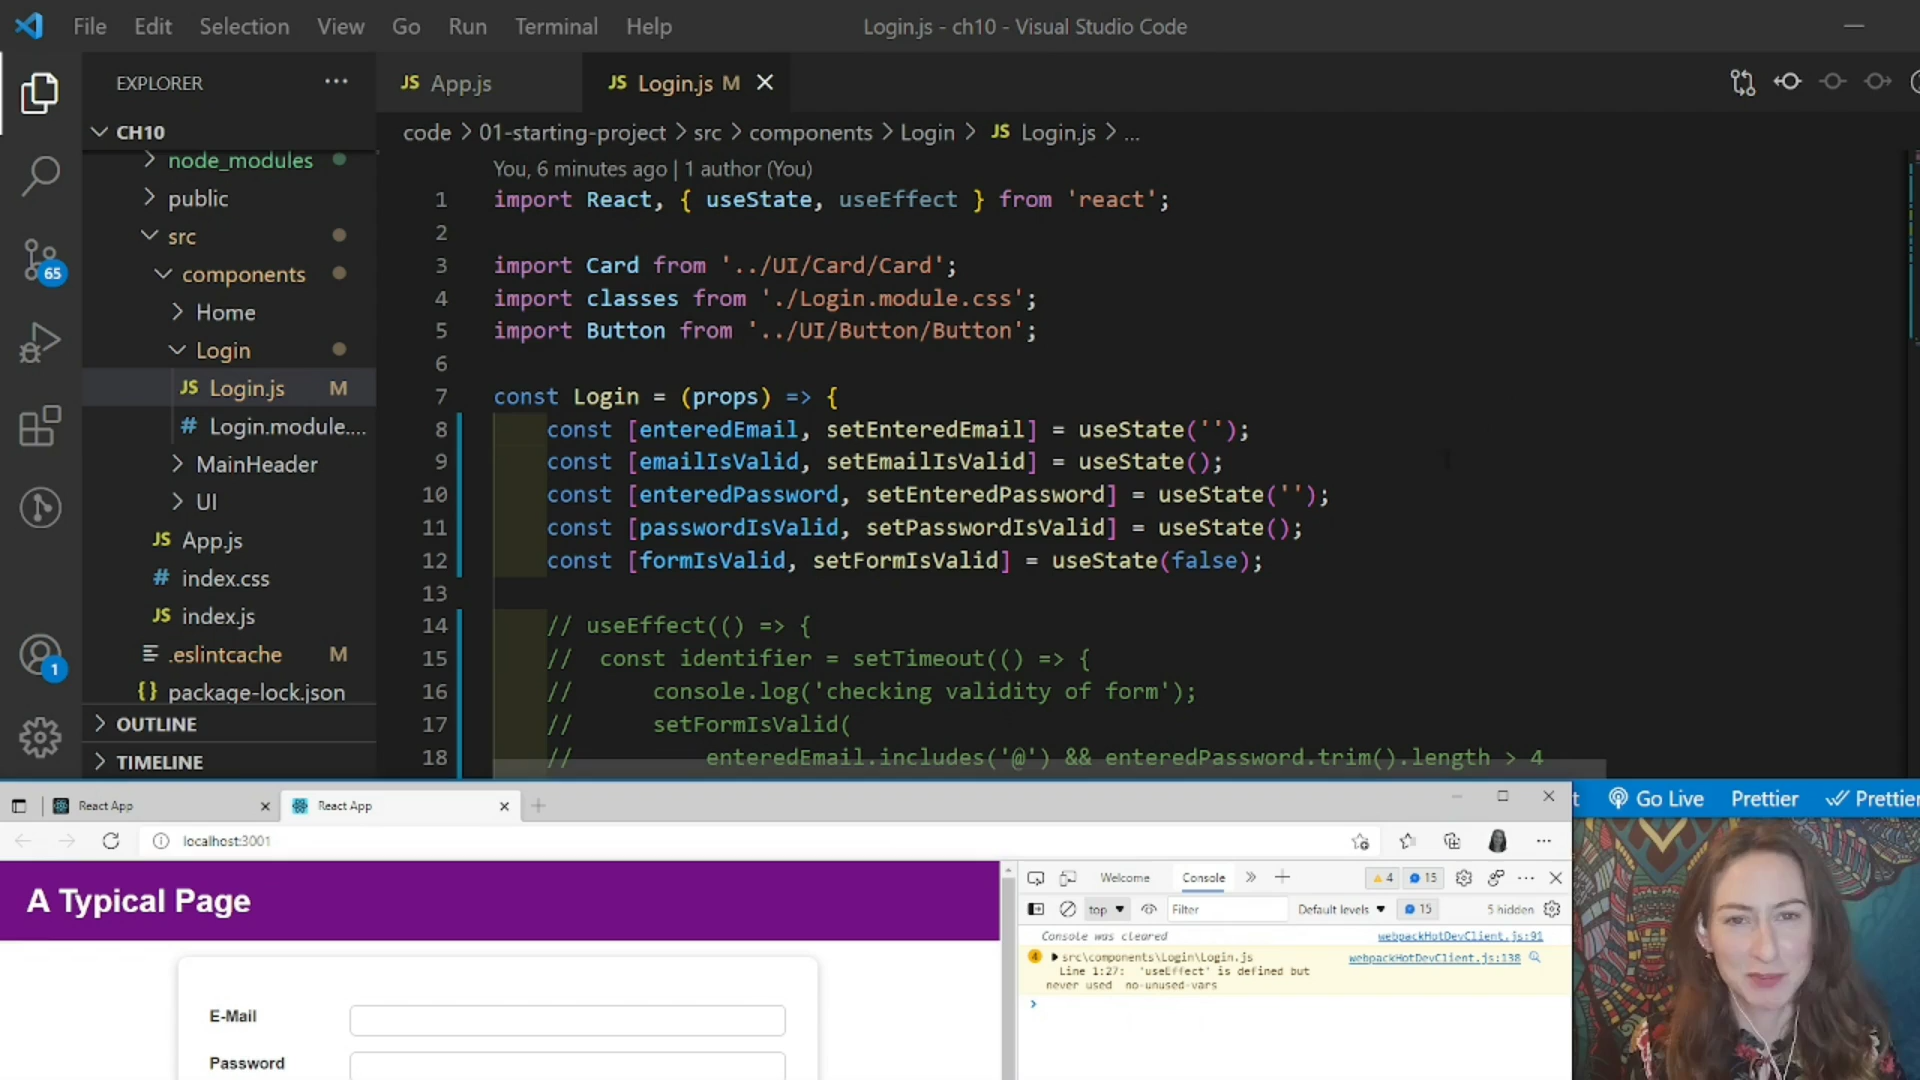 File Edit Selection View Go Run Terminal Help
Login.js - ch10 - Visual Studio Code
EXPLORER ···
JS App.js
JS Login.js M
code > 01-starting-project > src > components > Login > JS Login.js > ...
CH10
node_modules
public
src
components
Home
Login
JS Login.js M
# Login.module....
MainHeader
UI
JS App.js
# index.css
JS index.js
.eslintcache M
{} package-lock.json
OUTLINE
TIMELINE
65
1
You, 6 minutes ago | 1 author (You)
1 import React, { useState, useEffect } from 'react';
2
3 import Card from '../UI/Card/Card';
4 import classes from './Login.module.css';
5 import Button from '../UI/Button/Button';
6
7 const Login = (props) => {
8 const [enteredEmail, setEnteredEmail] = useState('');
9 const [emailIsValid, setEmailIsValid] = useState();
10 const [enteredPassword, setEnteredPassword] = useState('');
11 const [passwordIsValid, setPasswordIsValid] = useState();
12 const [formIsValid, setFormIsValid] = useState(false);
13
14 // useEffect(() => {
15 // const identifier = setTimeout(() => {
16 // console.log('checking validity of form');
17 // setFormIsValid(
18 // enteredEmail.includes('@') && enteredPassword.trim().length > 4
Go Live Prettier Prettier
React App
React App
localhost:3001
A Typical Page
E-Mail
Password
Welcome Console 4 15
top Filter Default levels 15 5 hidden
Console was cleared webpackHotDevClient.js:91
4 src\components\Login\Login.js webpackHotDevClient.js:138
Line 1:27: 'useEffect' is defined but
never used no-unused-vars